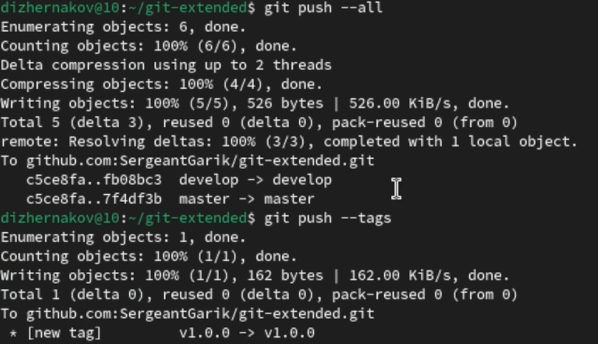 dizhernakov@10:~/git-extended$ git push --all
Enumerating objects: 6, done.
Counting objects: 100% (6/6), done.
Delta compression using up to 2 threads
Compressing objects: 100% (4/4), done.
Writing objects: 100% (5/5), 526 bytes | 526.00 KiB/s, done.
Total 5 (delta 3), reused 0 (delta 0), pack-reused 0 (from 0)
remote: Resolving deltas: 100% (3/3), completed with 1 local object.
To github.com:SergeantGarik/git-extended.git
   c5ce8fa..fb08bc3  develop -> develop
   c5ce8fa..7f4df3b  master -> master
dizhernakov@10:~/git-extended$ git push --tags
Enumerating objects: 1, done.
Counting objects: 100% (1/1), done.
Writing objects: 100% (1/1), 162 bytes | 162.00 KiB/s, done.
Total 1 (delta 0), reused 0 (delta 0), pack-reused 0 (from 0)
To github.com:SergeantGarik/git-extended.git
 * [new tag]         v1.0.0 -> v1.0.0